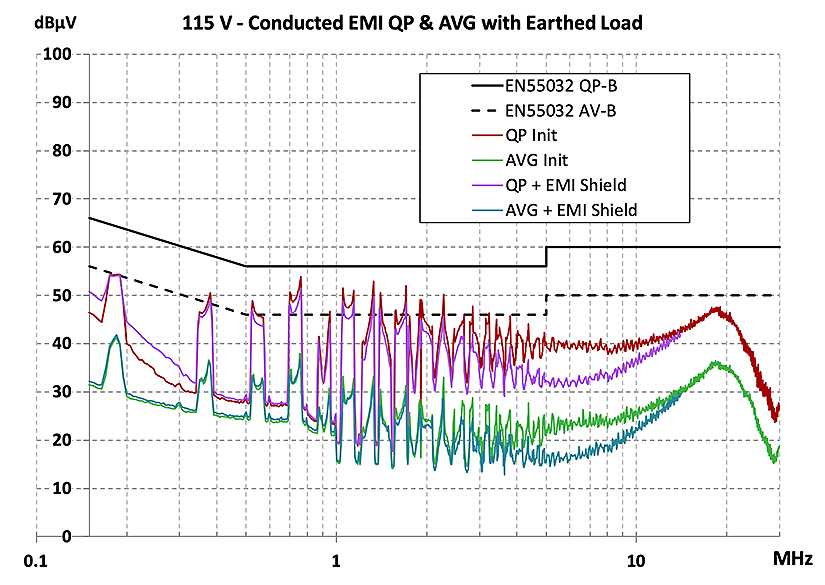 dBµV
115 V - Conducted EMI QP & AVG with Earthed Load
100
90
80
70
60
50
40
30
20
10
0
EN55032 QP-B
EN55032 AV-B
QP Init
AVG Init
QP + EMI Shield
AVG + EMI Shield
0.1
1
10
MHz